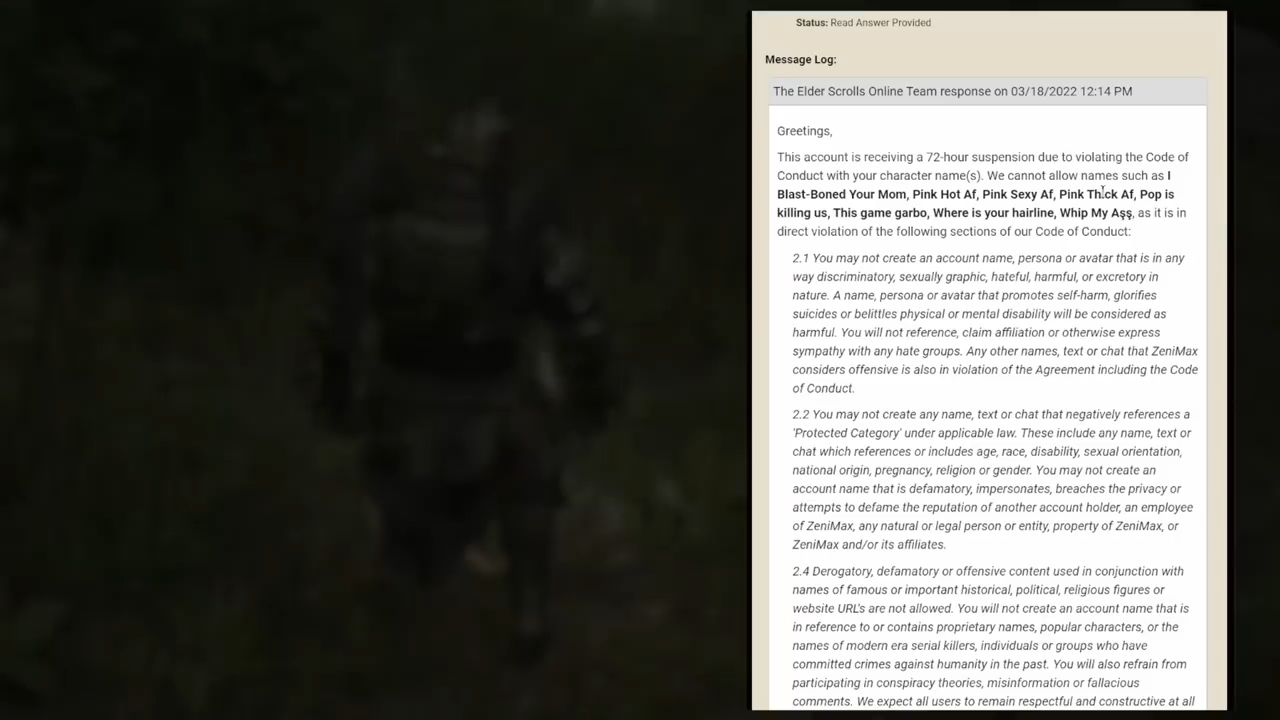 Status: Read Answer Provided
Message Log:
The Elder Scrolls Online Team response on 03/18/2022 12:14 PM
Greetings,
This account is receiving a 72-hour suspension due to violating the Code of
Conduct with your character name(s). We cannot allow names such as I
Blast-Boned Your Mom, Pink Hot Af, Pink Sexy Af, Pink Thick Af, Pop is
killing us, This game garbo, Where is your hairline, Whip My Aşş, as it is in
direct violation of the following sections of our Code of Conduct:
2.1 You may not create an account name, persona or avatar that is in any
way discriminatory, sexually graphic, hateful, harmful, or excretory in
nature. A name, persona or avatar that promotes self-harm, glorifies
suicides or belittles physical or mental disability will be considered as
harmful. You will not reference, claim affiliation or otherwise express
sympathy with any hate groups. Any other names, text or chat that ZeniMax
considers offensive is also in violation of the Agreement including the Code
of Conduct.
2.2 You may not create any name, text or chat that negatively references a
'Protected Category' under applicable law. These include any name, text or
chat which references or includes age, race, disability, sexual orientation,
national origin, pregnancy, religion or gender. You may not create an
account name that is defamatory, impersonates, breaches the privacy or
attempts to defame the reputation of another account holder, an employee
of ZeniMax, any natural or legal person or entity, property of ZeniMax, or
ZeniMax and/or its affiliates.
2.4 Derogatory, defamatory or offensive content used in conjunction with
names of famous or important historical, political, religious figures or
website URL's are not allowed. You will not create an account name that is
in reference to or contains proprietary names, popular characters, or the
names of modern era serial killers, individuals or groups who have
committed crimes against humanity in the past. You will also refrain from
participating in conspiracy theories, misinformation or fallacious
comments. We expect all users to remain respectful and constructive at all